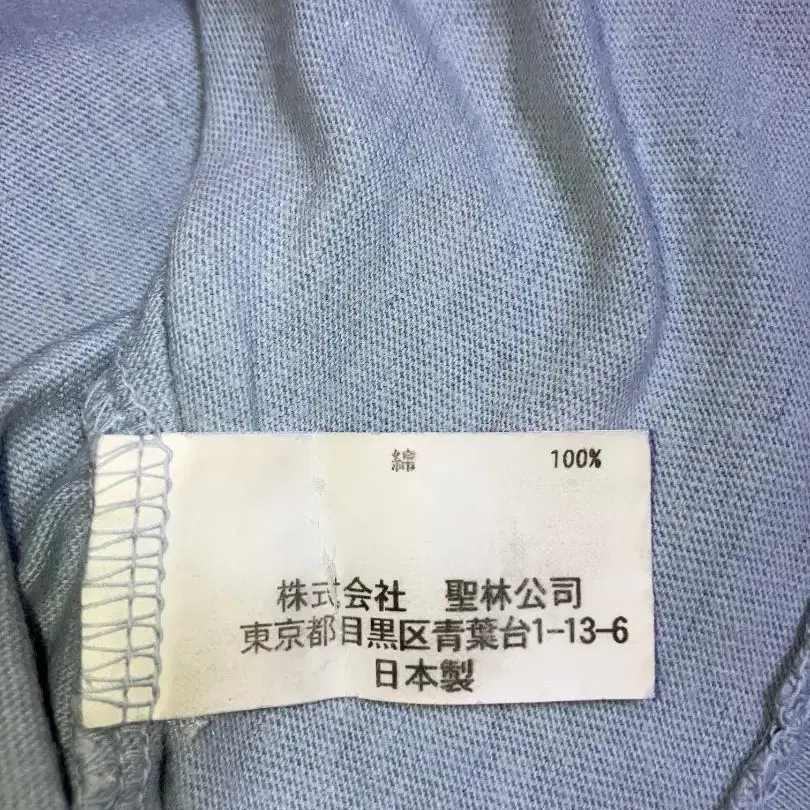 綿 100%
株式会社 聖林公司
東京都目黒区青葉台1-13-6
日本製